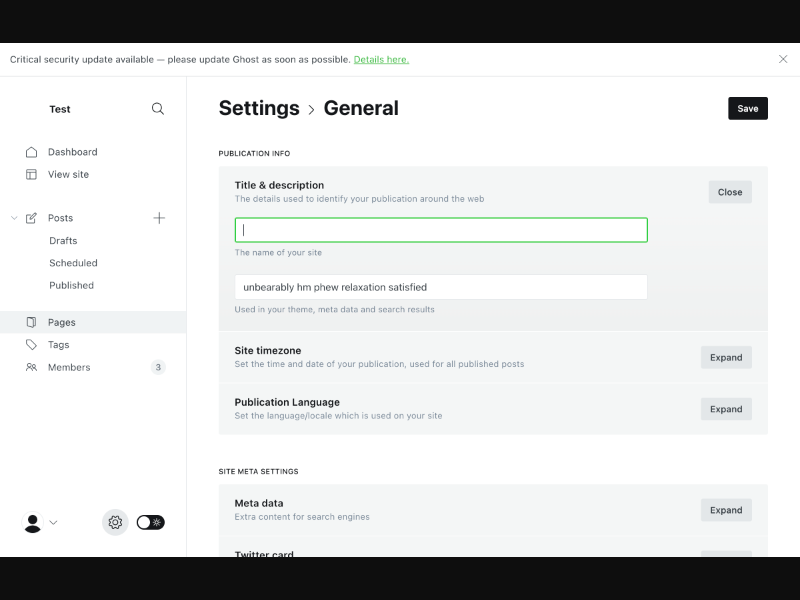 Critical security update available — please update Ghost as soon as possible. Details here.
Test
Settings › General
Save
Dashboard
View site
Posts
Drafts
Scheduled
Published
Pages
Tags
Members 3
PUBLICATION INFO
Title & description
The details used to identify your publication around the web
Close
The name of your site
unbearably hm phew relaxation satisfied
Used in your theme, meta data and search results
Site timezone
Set the time and date of your publication, used for all published posts
Expand
Publication Language
Set the language/locale which is used on your site
Expand
SITE META SETTINGS
Meta data
Extra content for search engines
Expand
Twitter card